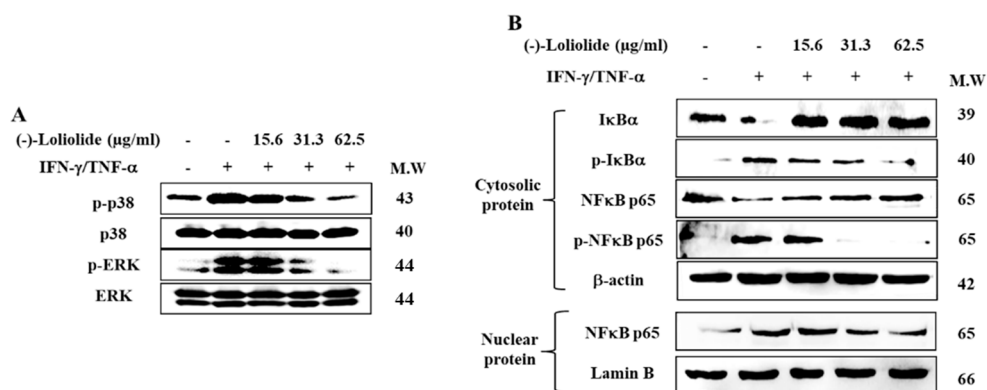 A
(-)-Loliolide (µg/ml) - - 15.6 31.3 62.5
IFN-γ/TNF-α - + + + + M.W
p-p38 43
p38 40
p-ERK 44
ERK 44
B
(-)-Loliolide (µg/ml) - - 15.6 31.3 62.5
IFN-γ/TNF-α - + + + + M.W
Cytosolic protein
IκBα 39
p-IκBα 40
NFκB p65 65
p-NFκB p65 65
β-actin 42
Nuclear protein
NFκB p65 65
Lamin B 66